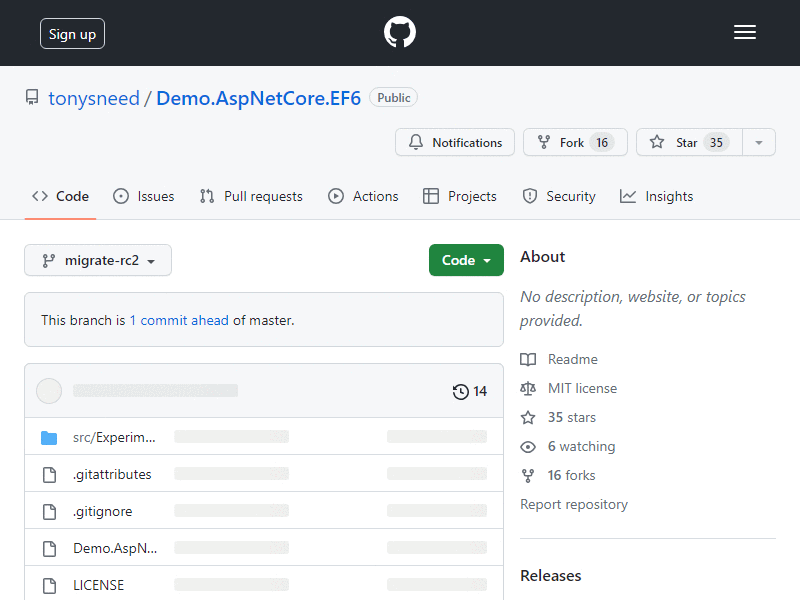 Sign up
tonysneed / Demo.AspNetCore.EF6 Public
Notifications Fork 16 Star 35
Code Issues Pull requests Actions Projects Security Insights
migrate-rc2 Code
This branch is 1 commit ahead of master.
14
src/Experim...
.gitattributes
.gitignore
Demo.AspN...
LICENSE
About
No description, website, or topics
provided.
Readme
MIT license
35 stars
6 watching
16 forks
Report repository
Releases